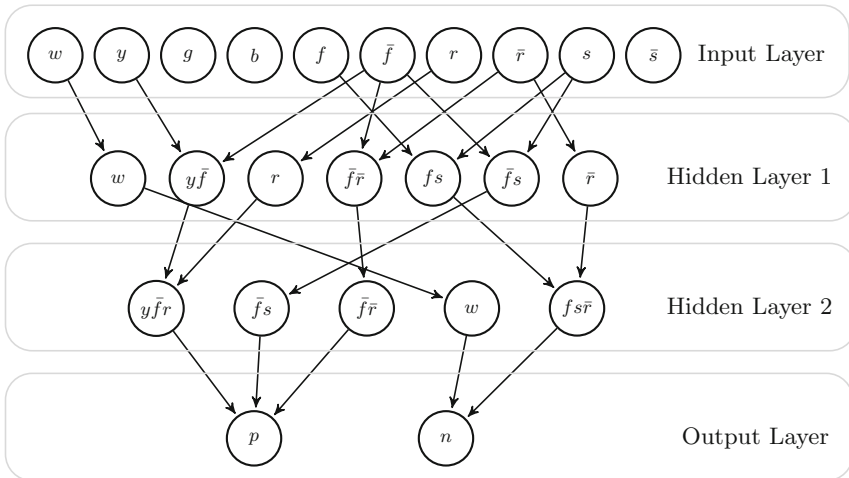 w y g b f f̄ r r̄ s s̄ Input Layer
w yf̄ r f̄r̄ fs f̄s r̄ Hidden Layer 1
yf̄r f̄s f̄r̄ w fsr̄ Hidden Layer 2
p n Output Layer